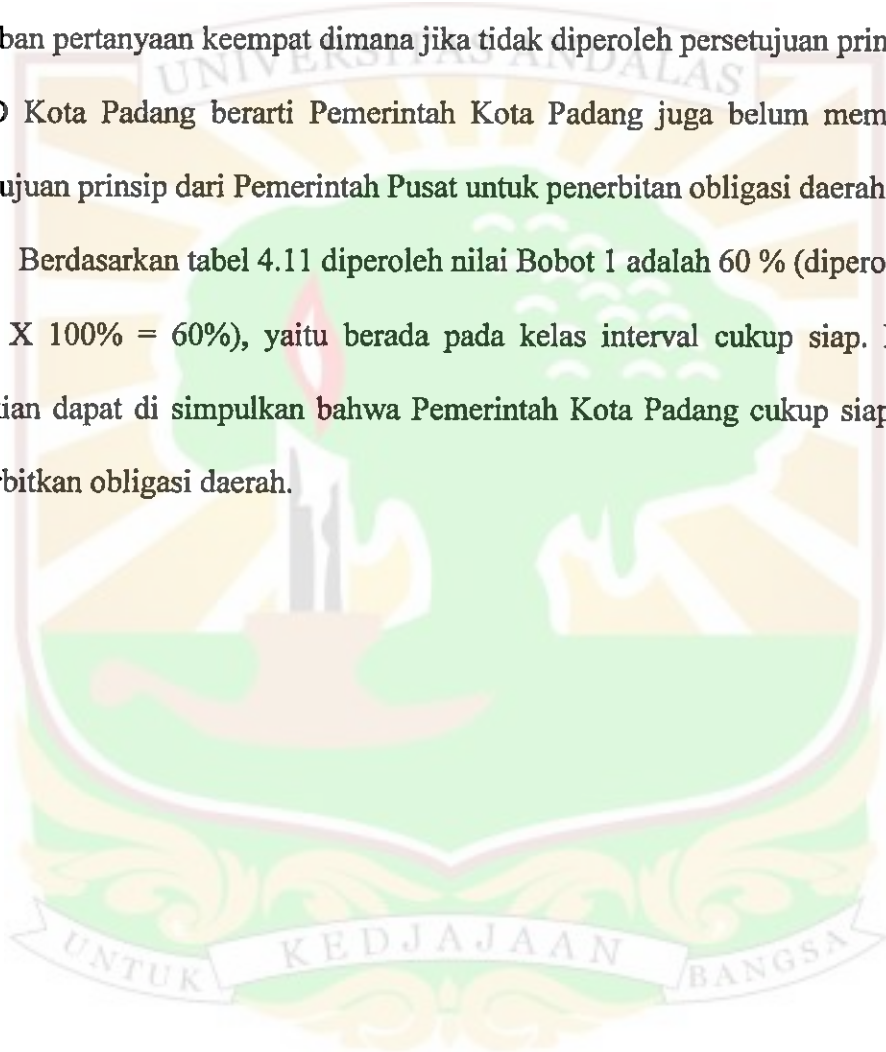 UNIVERSITAS ANDALAS
ban pertanyaan keempat dimana jika tidak diperoleh persetujuan prin
Kota Padang berarti Pemerintah Kota Padang juga belum mem
ujuan prinsip dari Pemerintah Pusat untuk penerbitan obligasi daerah
Berdasarkan tabel 4.11 diperoleh nilai Bobot 1 adalah 60 % (dipero
X 100% = 60%), yaitu berada pada kelas interval cukup siap.
ian dapat di simpulkan bahwa Pemerintah Kota Padang cukup siap
rbitkan obligasi daerah.
UNTUK KEDJAJAAN BANGSA